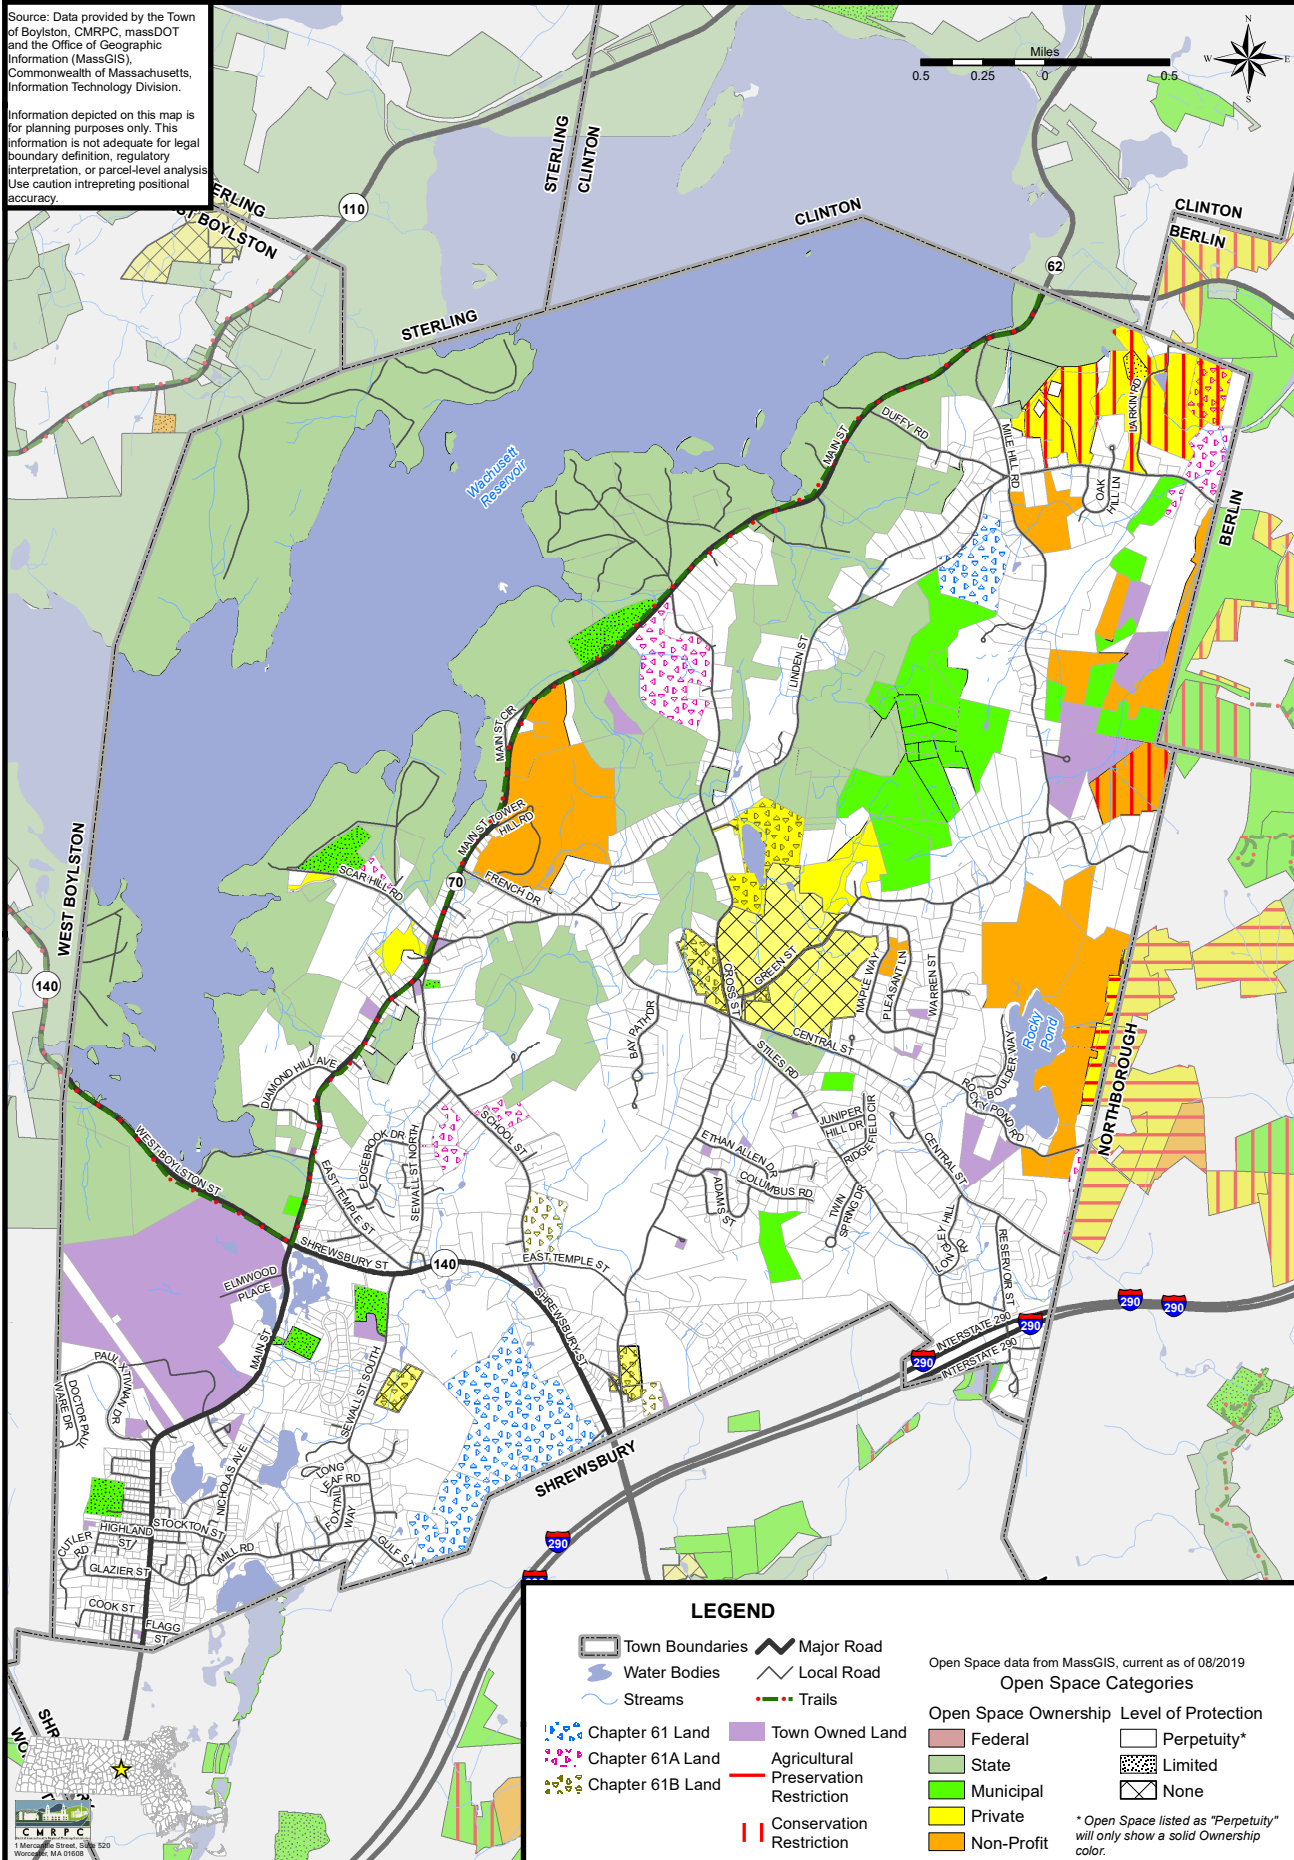 Source: Data provided by the Town
of Boylston, CMRPC, massDOT
and the Office of Geographic
Information (MassGIS),
Commonwealth of Massachusetts,
Information Technology Division.
Information depicted on this map is
for planning purposes only. This
information is not adequate for legal
boundary definition, regulatory
interpretation, or parcel-level analysis
Use caution intrepreting positional
accuracy.
Miles
0.5 0.25 0 0.5
N
W E
S
STERLING
CLINTON
110
ERLING
ST BOYLSTON
CLINTON
CLINTON
BERLIN
62
STERLING
Wachusett
Reservoir
MAIN ST
DUFFY RD
MILE HILL RD
LARKIN RD
OAK
HILL LN
BERLIN
LINDEN ST
MAIN ST CIR
MAIN ST
TOWER
HILL RD
WEST BOYLSTON
SCAR HILL RD
70
FRENCH DR
140
CROSS ST
GREEN ST
MAPLE WAY
PLEASANT LN
WARREN ST
BAY PATH DR
CENTRAL ST
STILES RD
Rocky
Pond
BOULDER WAY
ROCKY POND RD
NORTHBOROUGH
DIAMOND HILL AVE
WEST BOYLSTON ST
EDGEBROOK DR
EAST TEMPLE ST
SEWALL ST NORTH
SCHOOL ST
JUNIPER
HILL DR
RIDGEFIELD CIR
ETHAN ALLEN DR
COLUMBUS RD
ADAMS ST
TWIN
SPRING DR
CENTRAL ST
LONGLEY HILL
RD
RESERVOIR ST
SHREWSBURY ST
140
EAST TEMPLE ST
ELMWOOD
PLACE
SHREWSBURY ST
MAIN ST
INTERSTATE 290
INTERSTATE 290
290
290
290
290
PAUL X TIVNAN DR
DOCTOR PAUL
WARE DR
SEWALL ST SOUTH
NICHOLAS AVE
LONG
LEAF RD
FOXTAIL
WAY
SHREWSBURY
HIGHLAND
ST
STOCKTON ST
CUTLER
RD
MILL RD
GULF ST
GLAZIER ST
290
COOK ST
FLAGG
ST
LEGEND
Town Boundaries
Major Road
Water Bodies
Local Road
Streams
Trails
Chapter 61 Land
Town Owned Land
Chapter 61A Land
Agricultural
Preservation
Restriction
Chapter 61B Land
Conservation
Restriction
Open Space data from MassGIS, current as of 08/2019
Open Space Categories
Open Space Ownership
Level of Protection
Federal
Perpetuity*
State
Limited
Municipal
None
Private
Non-Profit
* Open Space listed as "Perpetuity"
will only show a solid Ownership
color.
SHR
CMRPC
1 Mercantile Street, Suite 520
Worcester, MA 01608